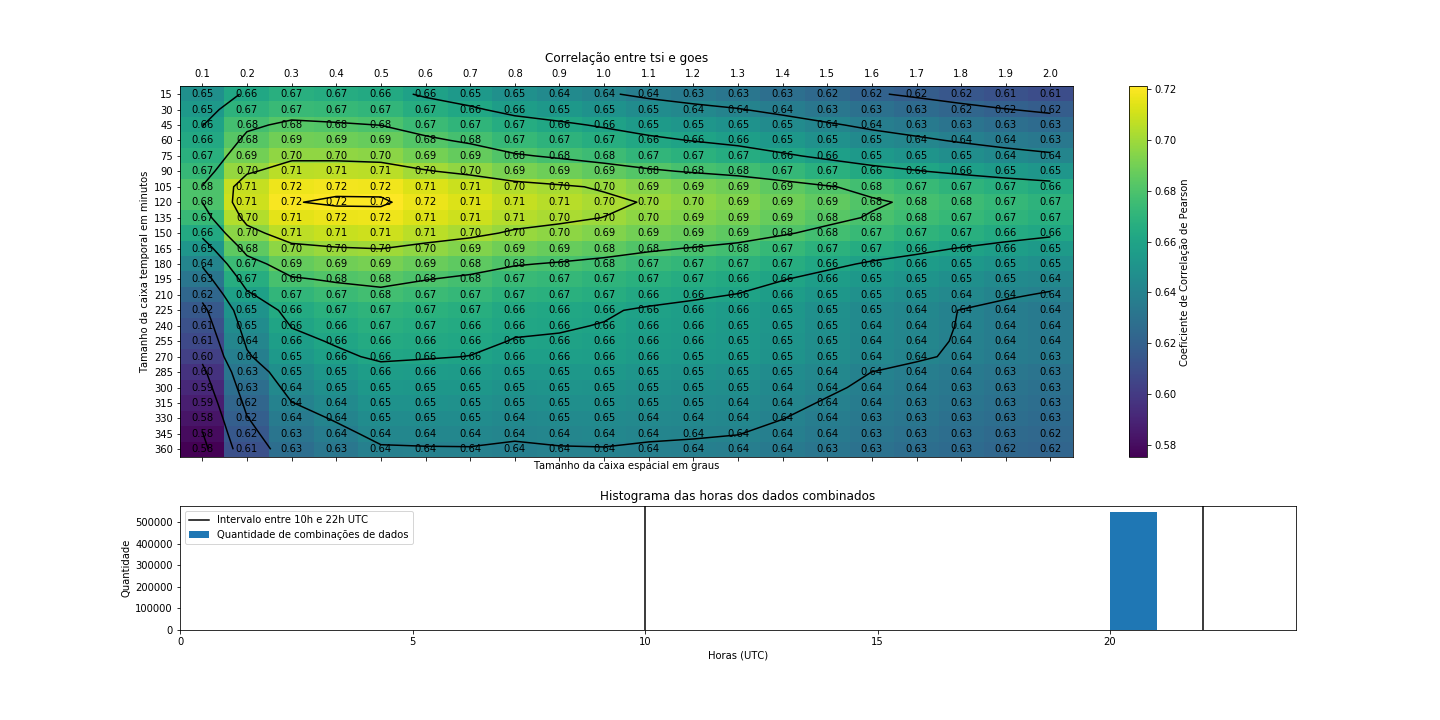 Correlação entre tsi e goes
0.1 0.2 0.3 0.4 0.5 0.6 0.7 0.8 0.9 1.0 1.1 1.2 1.3 1.4 1.5 1.6 1.7 1.8 1.9 2.0
15 0.65 0.66 0.67 0.67 0.66 0.66 0.66 0.65 0.65 0.64 0.64 0.63 0.63 0.63 0.62 0.62 0.62 0.62 0.61 0.61
30 0.65 0.67 0.67 0.67 0.67 0.67 0.66 0.66 0.65 0.65 0.65 0.64 0.64 0.64 0.63 0.63 0.63 0.62 0.62 0.62
45 0.66 0.68 0.68 0.68 0.68 0.67 0.67 0.67 0.66 0.66 0.65 0.65 0.65 0.65 0.64 0.64 0.63 0.63 0.63 0.63
60 0.66 0.68 0.69 0.69 0.69 0.68 0.68 0.67 0.67 0.67 0.66 0.66 0.66 0.65 0.65 0.65 0.64 0.64 0.64 0.63
75 0.67 0.69 0.70 0.70 0.70 0.69 0.69 0.68 0.68 0.68 0.67 0.67 0.67 0.66 0.66 0.65 0.65 0.65 0.64 0.64
90 0.67 0.70 0.71 0.71 0.71 0.70 0.70 0.69 0.69 0.69 0.68 0.68 0.68 0.67 0.67 0.66 0.66 0.65 0.65 0.65
105 0.68 0.71 0.72 0.72 0.72 0.71 0.71 0.70 0.70 0.70 0.69 0.69 0.69 0.69 0.68 0.68 0.67 0.67 0.67 0.66
120 0.68 0.71 0.72 0.72 0.72 0.72 0.71 0.71 0.71 0.70 0.70 0.70 0.69 0.69 0.69 0.68 0.68 0.68 0.67 0.67
135 0.67 0.70 0.71 0.72 0.72 0.71 0.71 0.71 0.70 0.70 0.70 0.69 0.69 0.69 0.68 0.68 0.68 0.67 0.67 0.67
150 0.66 0.70 0.71 0.71 0.71 0.71 0.70 0.70 0.70 0.69 0.69 0.69 0.69 0.68 0.68 0.67 0.67 0.67 0.66 0.66
165 0.65 0.68 0.70 0.70 0.70 0.70 0.69 0.69 0.69 0.68 0.68 0.68 0.68 0.67 0.67 0.67 0.66 0.66 0.66 0.65
180 0.64 0.67 0.69 0.69 0.69 0.69 0.68 0.68 0.68 0.68 0.67 0.67 0.67 0.67 0.66 0.66 0.66 0.65 0.65 0.65
195 0.63 0.67 0.68 0.68 0.68 0.68 0.68 0.67 0.67 0.67 0.67 0.67 0.66 0.66 0.66 0.65 0.65 0.65 0.65 0.64
210 0.62 0.66 0.67 0.67 0.68 0.67 0.67 0.67 0.67 0.67 0.66 0.66 0.66 0.65 0.65 0.65 0.65 0.64 0.64 0.64
225 0.62 0.65 0.66 0.67 0.67 0.67 0.67 0.66 0.66 0.66 0.66 0.66 0.65 0.65 0.65 0.65 0.64 0.64 0.64 0.64
240 0.61 0.65 0.66 0.66 0.67 0.67 0.66 0.66 0.66 0.66 0.66 0.65 0.65 0.65 0.65 0.64 0.64 0.64 0.64 0.64
255 0.61 0.64 0.66 0.66 0.66 0.66 0.66 0.66 0.66 0.66 0.65 0.65 0.65 0.65 0.65 0.64 0.64 0.64 0.64 0.64
270 0.60 0.64 0.65 0.66 0.66 0.66 0.66 0.66 0.66 0.65 0.65 0.65 0.65 0.65 0.64 0.64 0.64 0.64 0.64 0.64
285 0.60 0.63 0.65 0.65 0.66 0.66 0.65 0.65 0.65 0.65 0.65 0.65 0.65 0.65 0.64 0.64 0.64 0.64 0.63 0.63
300 0.59 0.63 0.64 0.65 0.65 0.65 0.65 0.65 0.65 0.65 0.65 0.65 0.65 0.64 0.64 0.64 0.64 0.63 0.63 0.63
315 0.59 0.62 0.64 0.65 0.65 0.65 0.65 0.65 0.65 0.65 0.65 0.65 0.64 0.64 0.64 0.63 0.63 0.63 0.63 0.63
330 0.58 0.62 0.64 0.64 0.65 0.65 0.65 0.64 0.65 0.65 0.64 0.64 0.64 0.64 0.64 0.63 0.63 0.63 0.63 0.63
345 0.58 0.62 0.63 0.64 0.64 0.64 0.64 0.64 0.64 0.64 0.64 0.64 0.64 0.64 0.63 0.63 0.63 0.63 0.63 0.62
360 0.58 0.61 0.63 0.63 0.64 0.64 0.64 0.64 0.64 0.64 0.64 0.64 0.64 0.63 0.63 0.63 0.63 0.63 0.62 0.62
Tamanho da caixa temporal em minutos
Tamanho da caixa espacial em graus
0.72
0.70
0.68
0.66
0.64
0.62
0.60
0.58
Coeficiente de Correlação de Pearson
Histograma das horas dos dados combinados
Intervalo entre 10h e 22h UTC
Quantidade de combinações de dados
500000
400000
300000
200000
100000
0
Quantidade
0 5 10 15 20
Horas (UTC)